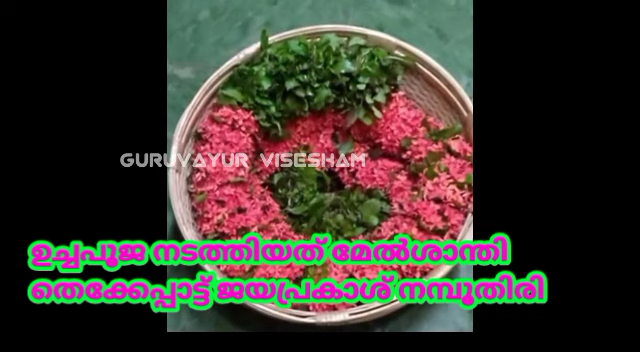 GURUVAYUR VISESHAM
ഉച്ചപൂജ നടത്തിയത് മേൽശാന്തി
തെക്കേപ്പാട്ട് ജയപ്രകാശ് നമ്പൂതിരി